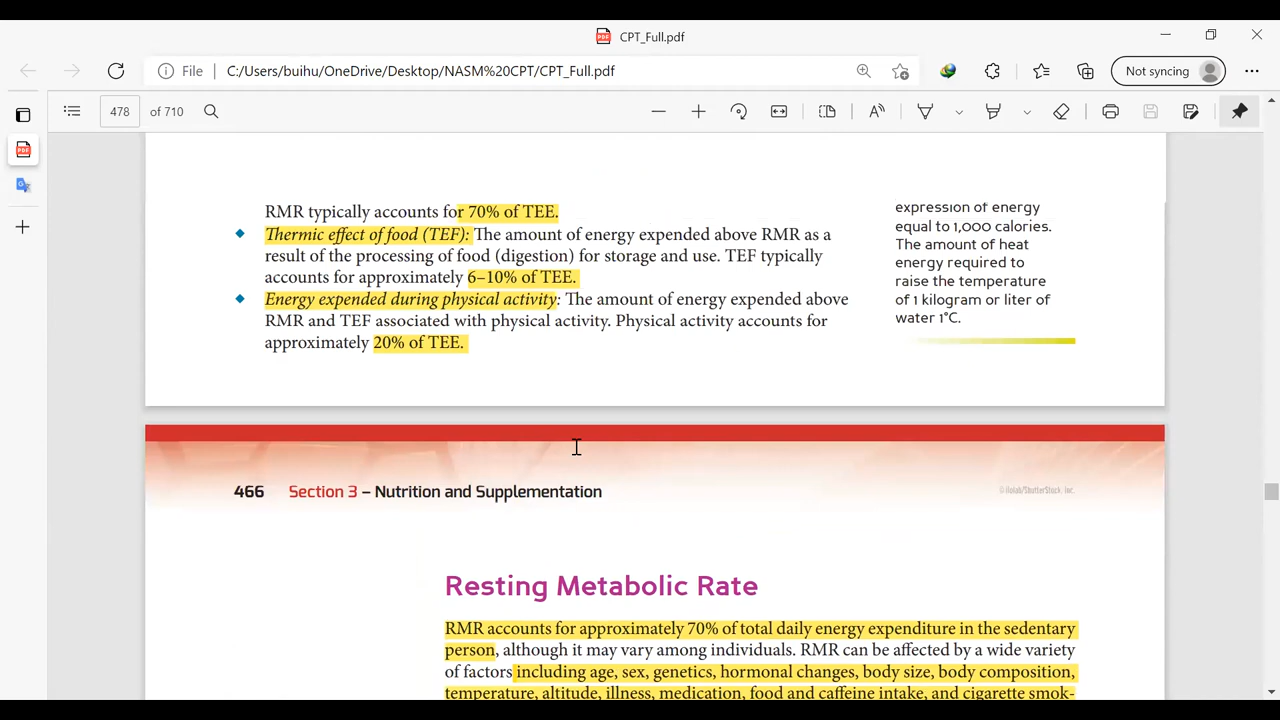 CPT_Full.pdf
File C:/Users/buihu/OneDrive/Desktop/NASM%20CPT/CPT_Full.pdf
Not syncing
478 of 710
RMR typically accounts for 70% of TEE.
Thermic effect of food (TEF): The amount of energy expended above RMR as a
result of the processing of food (digestion) for storage and use. TEF typically
accounts for approximately 6–10% of TEE.
Energy expended during physical activity: The amount of energy expended above
RMR and TEF associated with physical activity. Physical activity accounts for
approximately 20% of TEE.
expression of energy
equal to 1,000 calories.
The amount of heat
energy required to
raise the temperature
of 1 kilogram or liter of
water 1°C.
466 Section 3 – Nutrition and Supplementation
© Holab/ShutterStock, Inc.
Resting Metabolic Rate
RMR accounts for approximately 70% of total daily energy expenditure in the sedentary
person, although it may vary among individuals. RMR can be affected by a wide variety
of factors including age, sex, genetics, hormonal changes, body size, body composition,
temperature, altitude, illness, medication, food and caffeine intake, and cigarette smok-